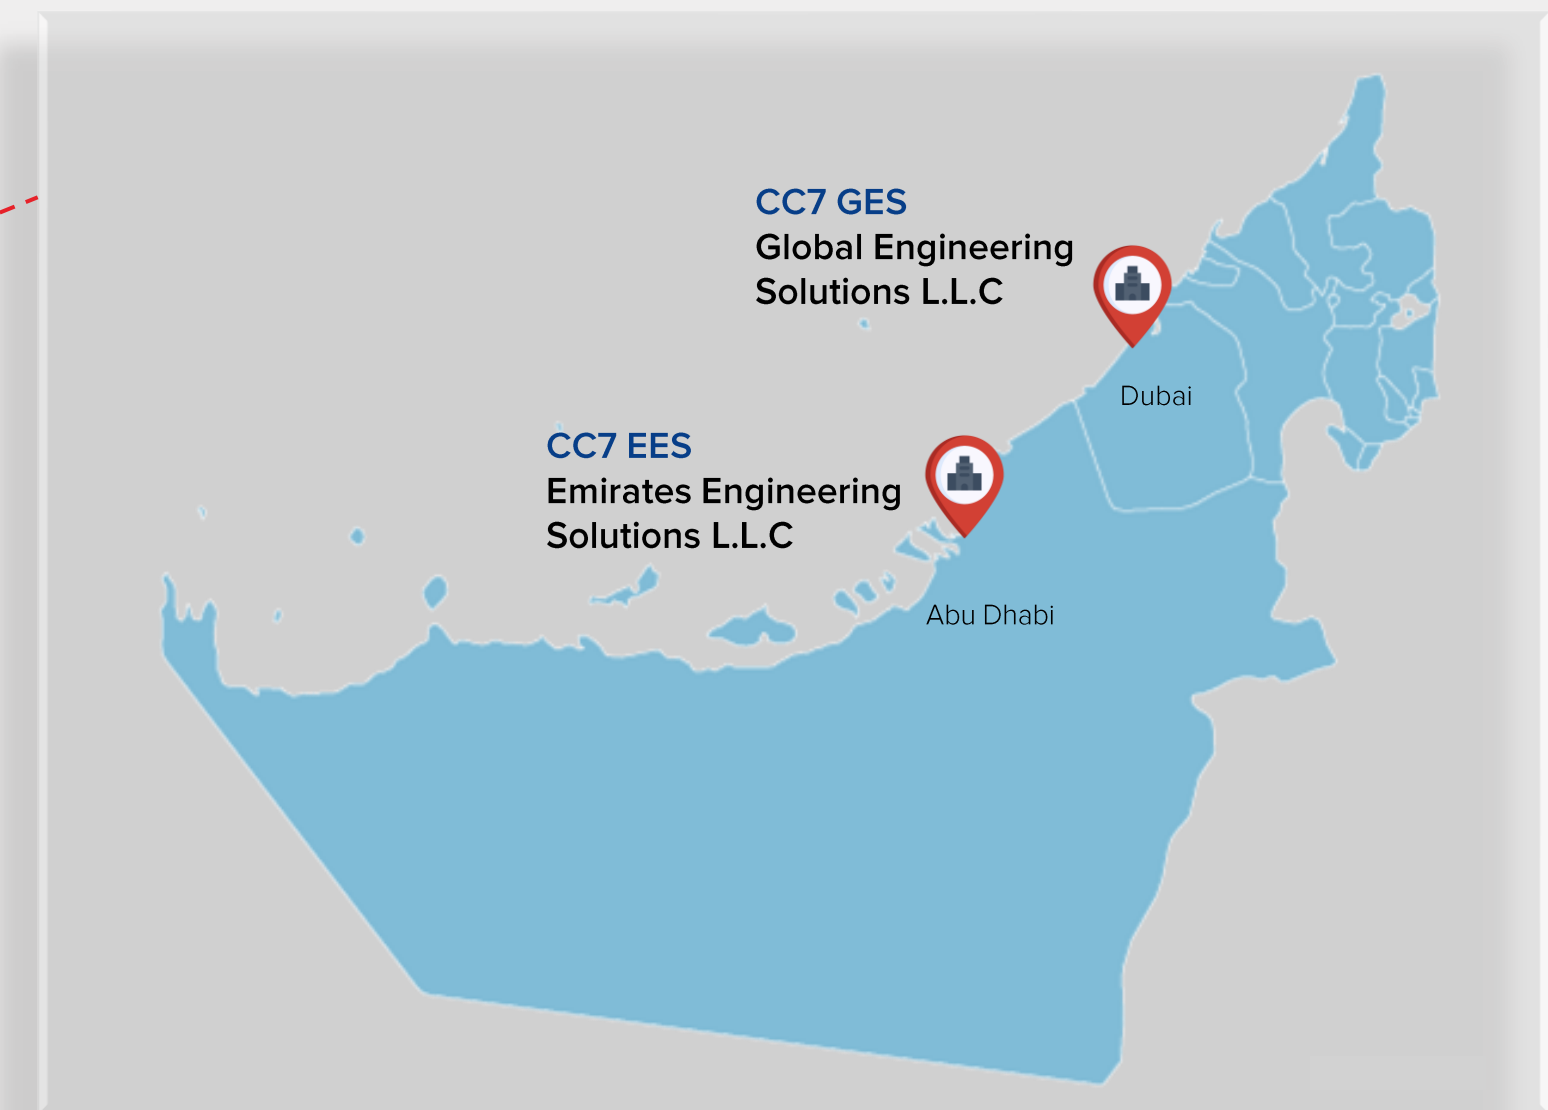 CC7 GES
Global Engineering
Solutions L.L.C
Dubai
CC7 EES
Emirates Engineering
Solutions L.L.C
Abu Dhabi